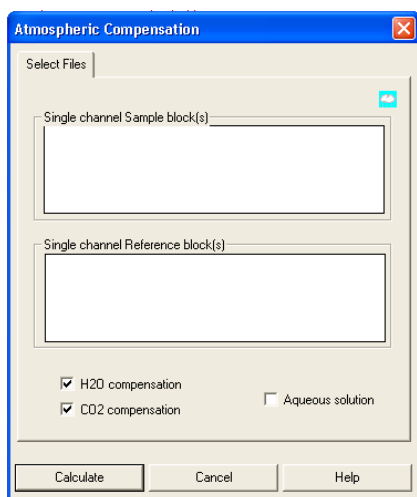 Atmospheric Compensation
Select Files
Single channel Sample block(s)
Single channel Reference block(s)
H2O compensation
CO2 compensation
Aqueous solution
Calculate Cancel Help